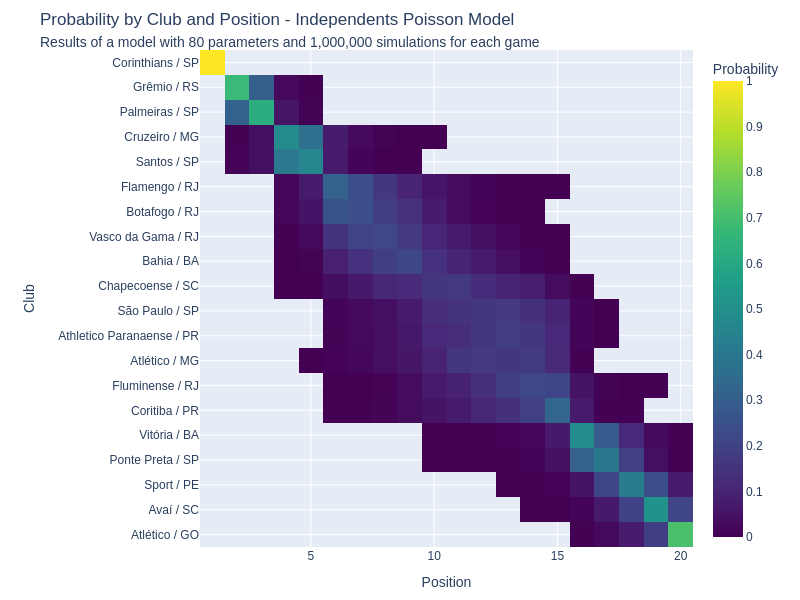 Probability by Club and Position - Independents Poisson Model
Results of a model with 80 parameters and 1,000,000 simulations for each game
Probability
Corinthians / SP
Grêmio / RS
Palmeiras / SP
Cruzeiro / MG
Santos / SP
Flamengo / RJ
Botafogo / RJ
Vasco da Gama / RJ
Bahia / BA
Chapecoense / SC
São Paulo / SP
Athletico Paranaense / PR
Atlético / MG
Fluminense / RJ
Coritiba / PR
Vitória / BA
Ponte Preta / SP
Sport / PE
Avaí / SC
Atlético / GO
Club
5
10
15
20
Position
1
0.9
0.8
0.7
0.6
0.5
0.4
0.3
0.2
0.1
0